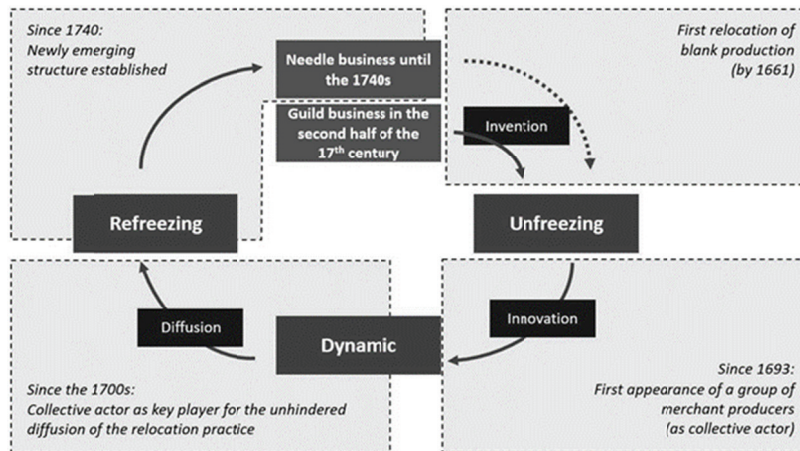 Since 1740:
Newly emerging
structure established
Needle business until
the 1740s
Guild business in the
second half of the
17th century
First relocation of
blank production
(by 1661)
Invention
Refreezing
Unfreezing
Diffusion
Dynamic
Innovation
Since the 1700s:
Collective actor as key player for the unhindered
diffusion of the relocation practice
Since 1693:
First appearance of a group of
merchant producers
(as collective actor)